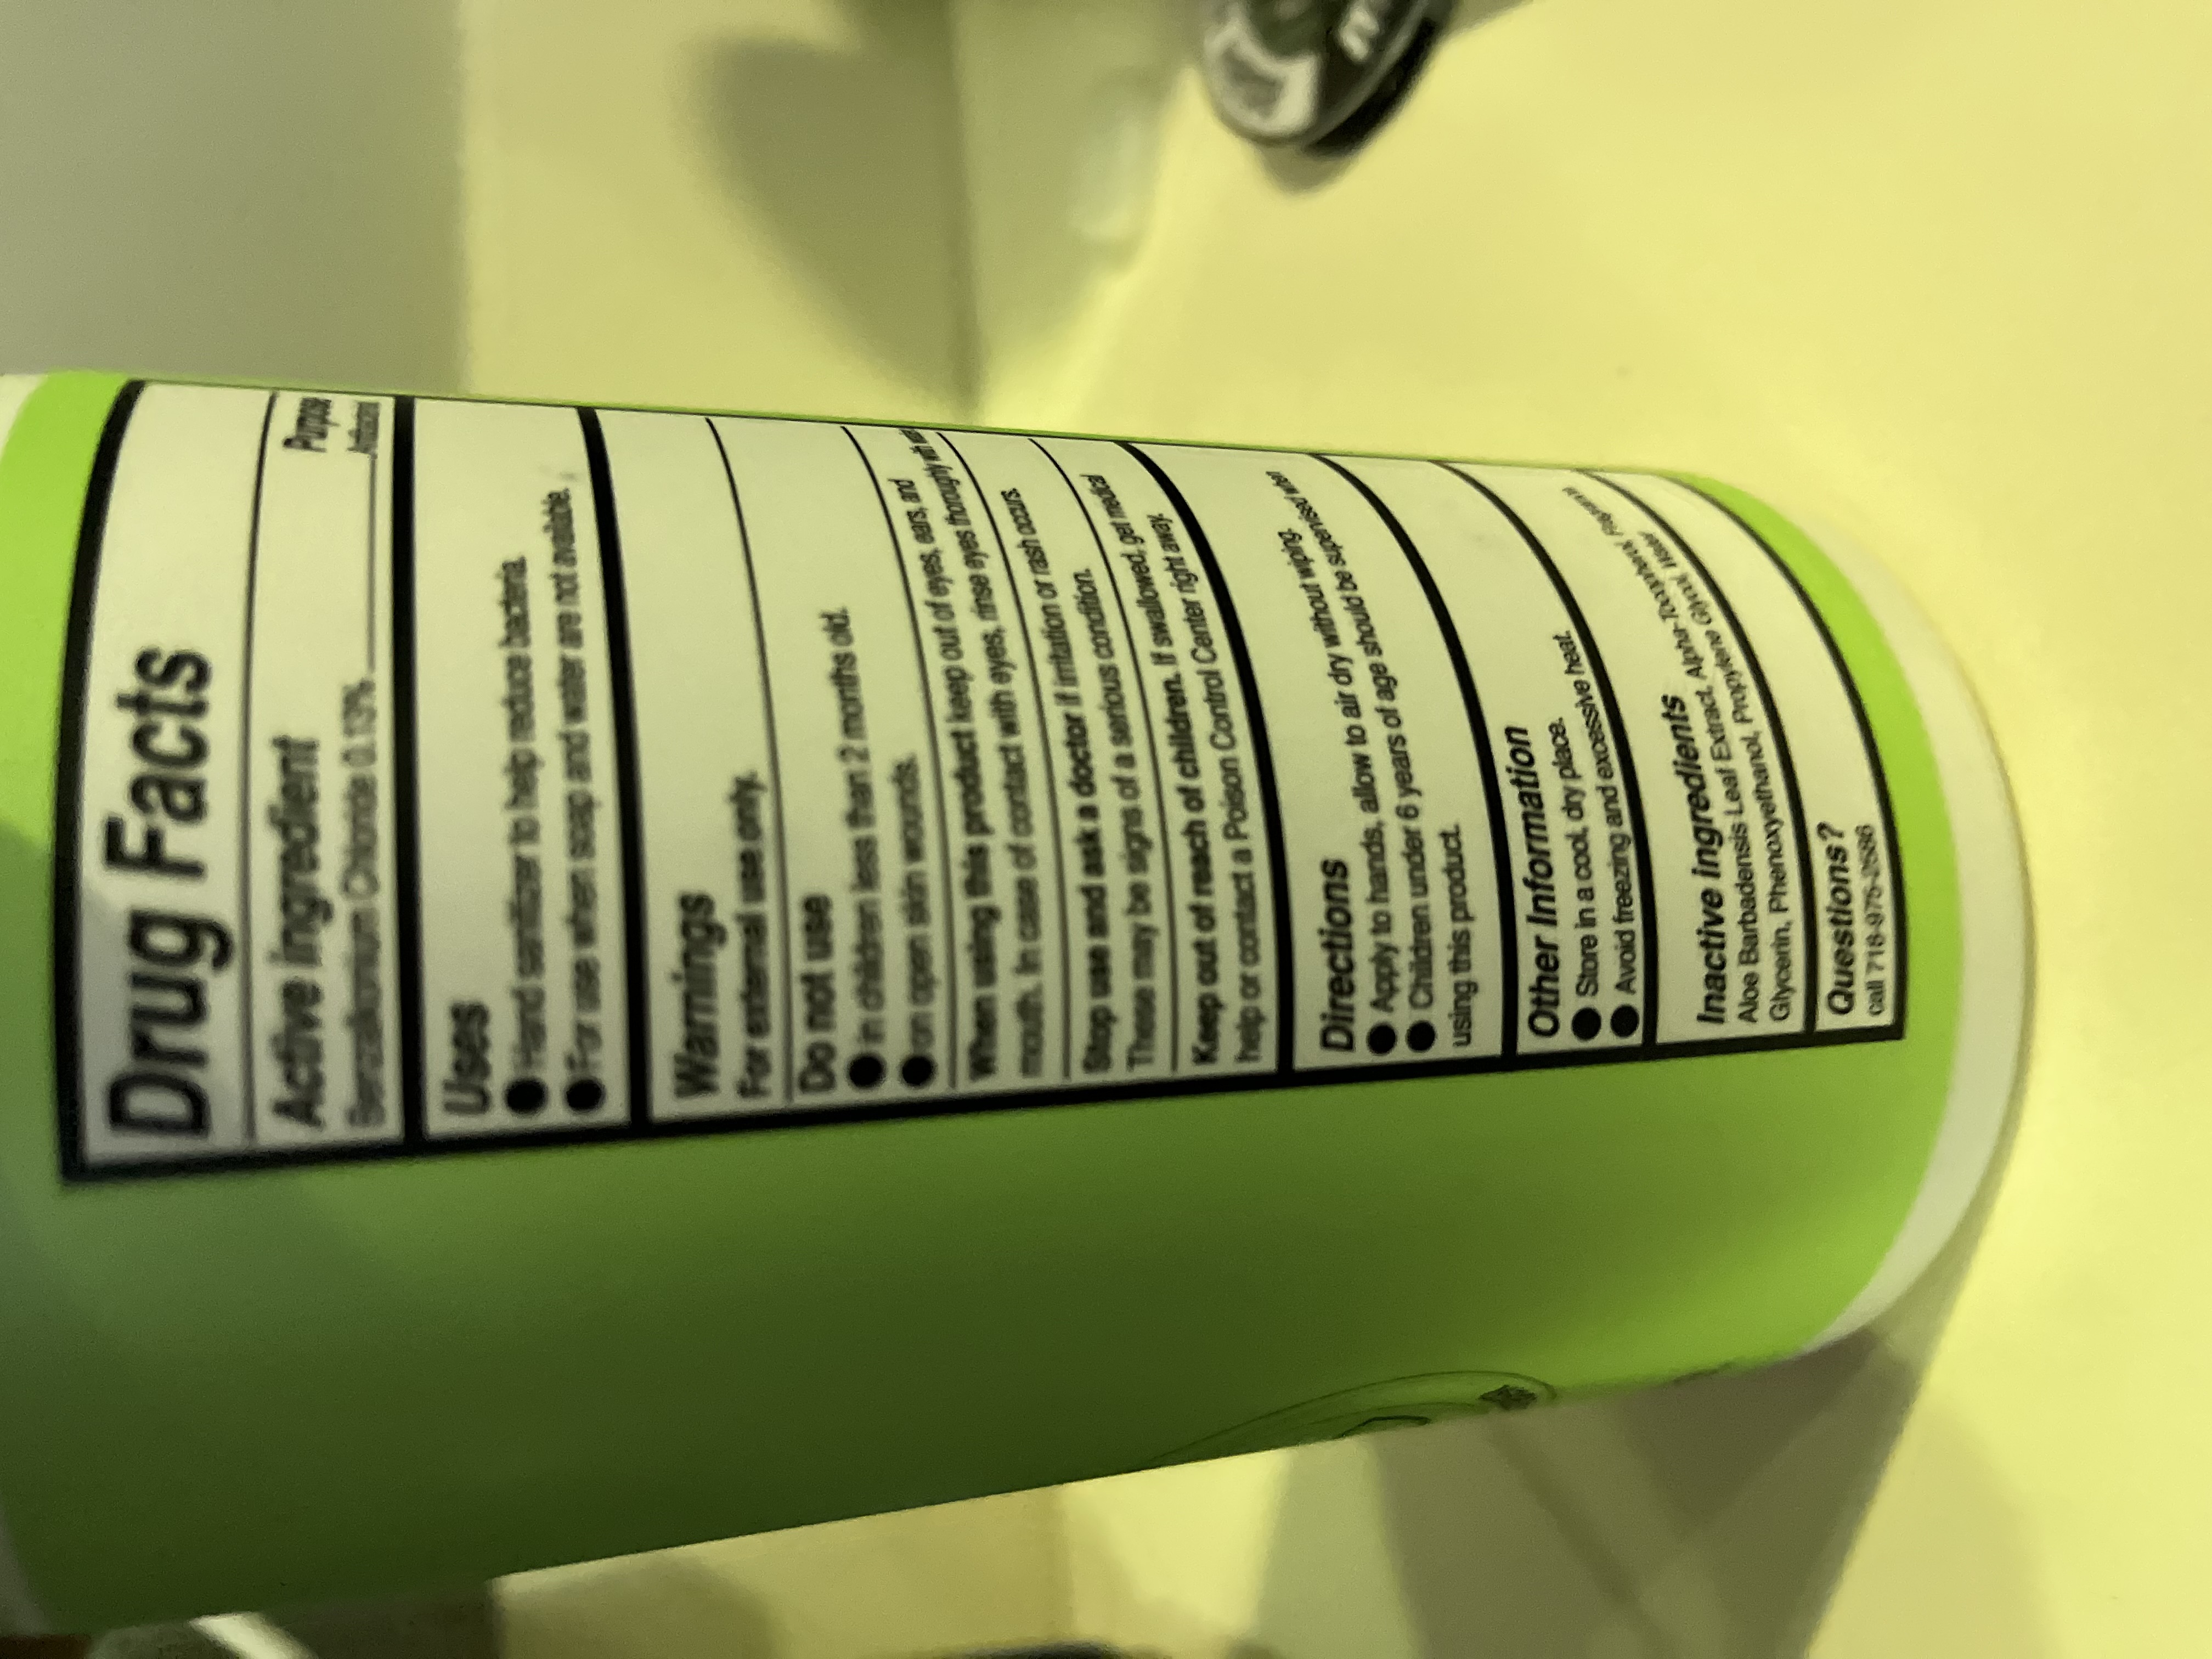 Drug Facts
Active ingredient Purpose
Benzalkonium Chloride 0.13%
Uses
● Hand sanitizer to help reduce bacteria.
● For use when soap and water are not available.
Warnings
For external use only.
Do not use
● in children less than 2 months old.
● on open skin wounds.
When using this product keep out of eyes, ears, and
mouth. In case of contact with eyes, rinse eyes thoroughly with
Stop use and ask a doctor if irritation or rash occurs.
These may be signs of a serious condition.
Keep out of reach of children. If swallowed, get medical
help or contact a Poison Control Center right away.
Directions
● Apply to hands, allow to air dry without wiping.
● Children under 6 years of age should be supervised when
using this product.
Other Information
● Store in a cool, dry place.
● Avoid freezing and excessive heat.
Inactive ingredients
Aloe Barbadensis Leaf Extract, Alpha-Tocopherol,
Glycerin, Phenoxyethanol, Propylene Glycol, Water
Questions?
call 718-975-2586